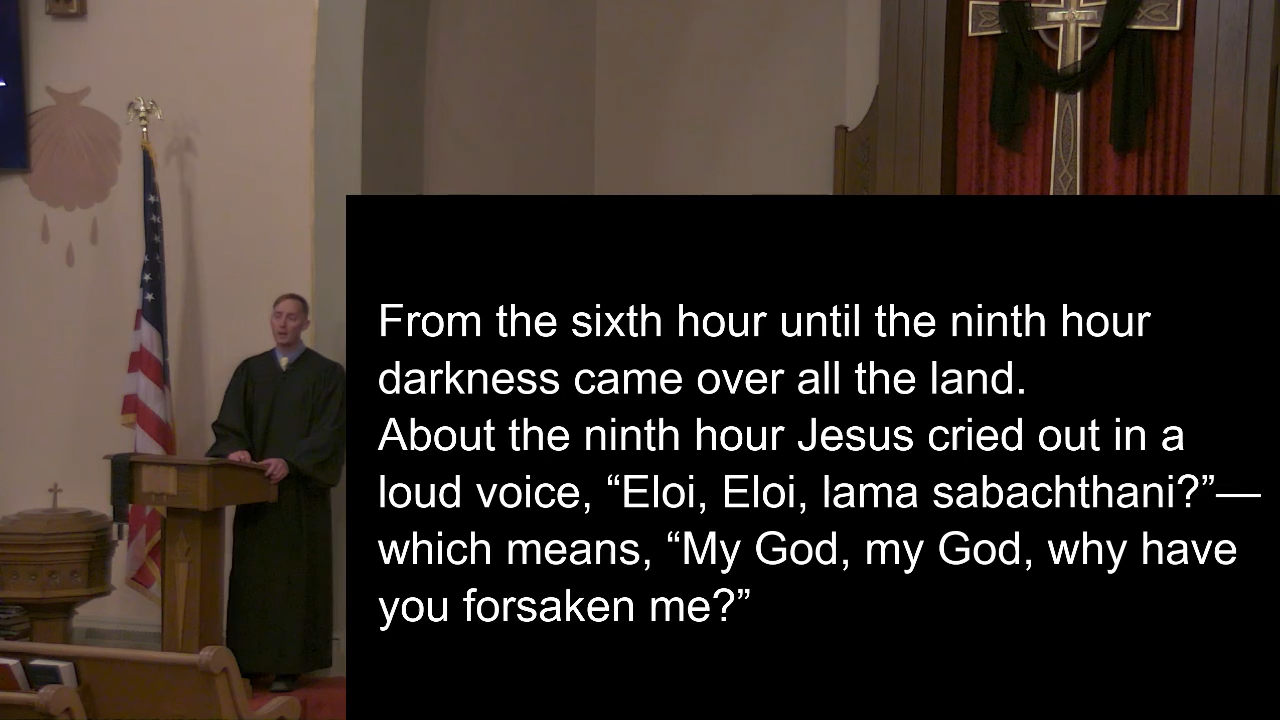 From the sixth hour until the ninth hour
darkness came over all the land.
About the ninth hour Jesus cried out in a
loud voice, “Eloi, Eloi, lama sabachthani?”—
which means, “My God, my God, why have
you forsaken me?”